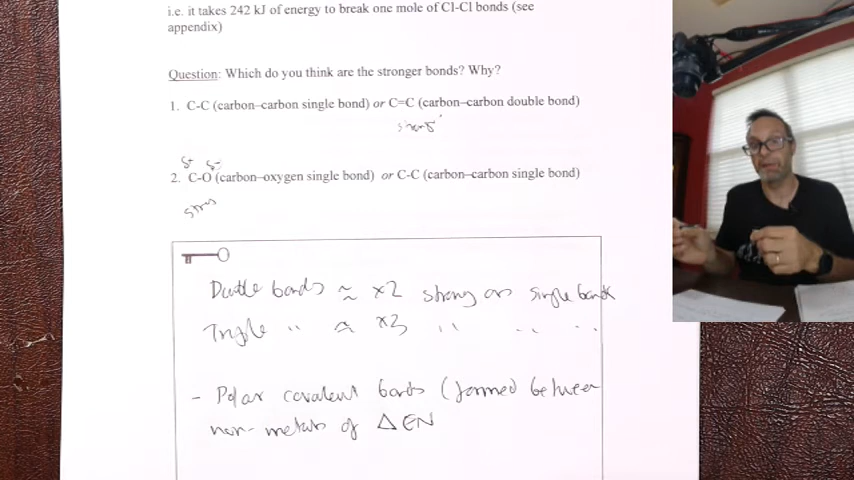 i.e. it takes 242 kJ of energy to break one mole of Cl-Cl bonds (see
appendix)
Question: Which do you think are the stronger bonds? Why?
1. C-C (carbon–carbon single bond) or C=C (carbon–carbon double bond)
δ+ δ-
2. C-O (carbon–oxygen single bond) or C-C (carbon–carbon single bond)
Double bonds ≈ x2 strong as single bonds
Triple " ≈ x3 " " "
- Polar covalent bonds (formed between
non-metals of ΔEN